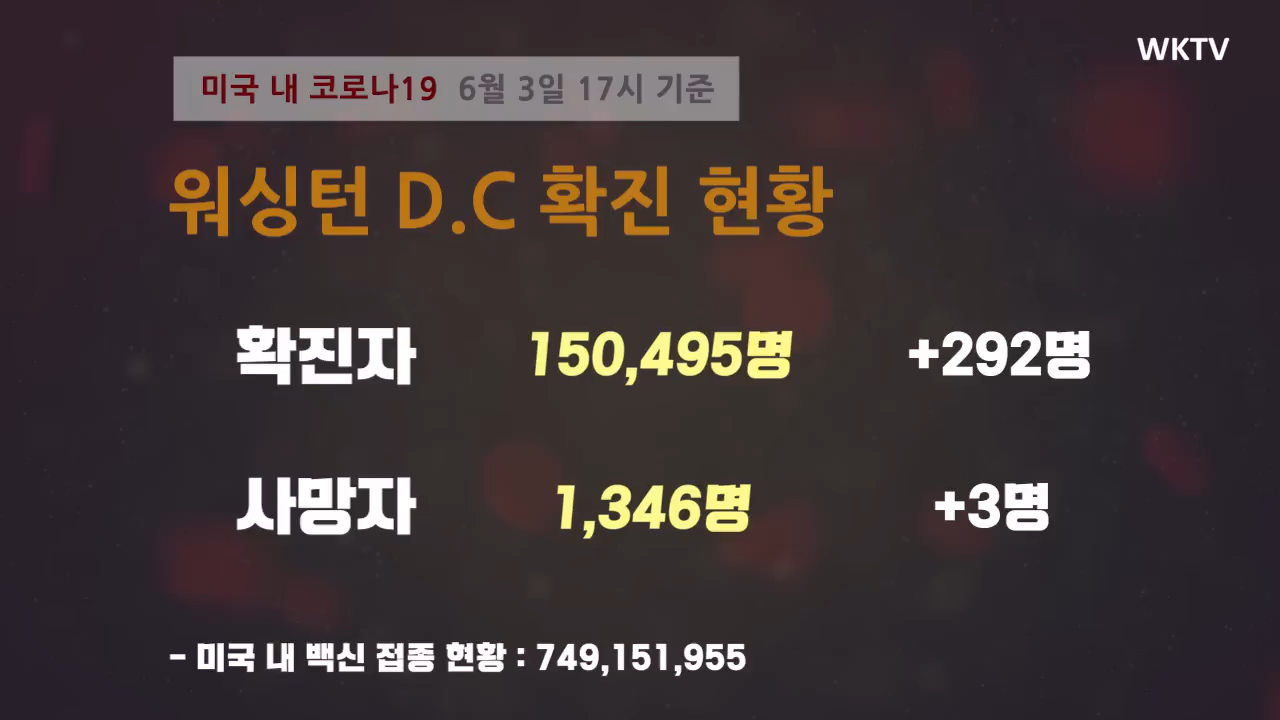 WKTV
미국 내 코로나19 6월 3일 17시 기준
워싱턴 D.C 확진 현황
확진자 150,495명 +292명
사망자 1,346명 +3명
- 미국 내 백신 접종 현황 : 749,151,955